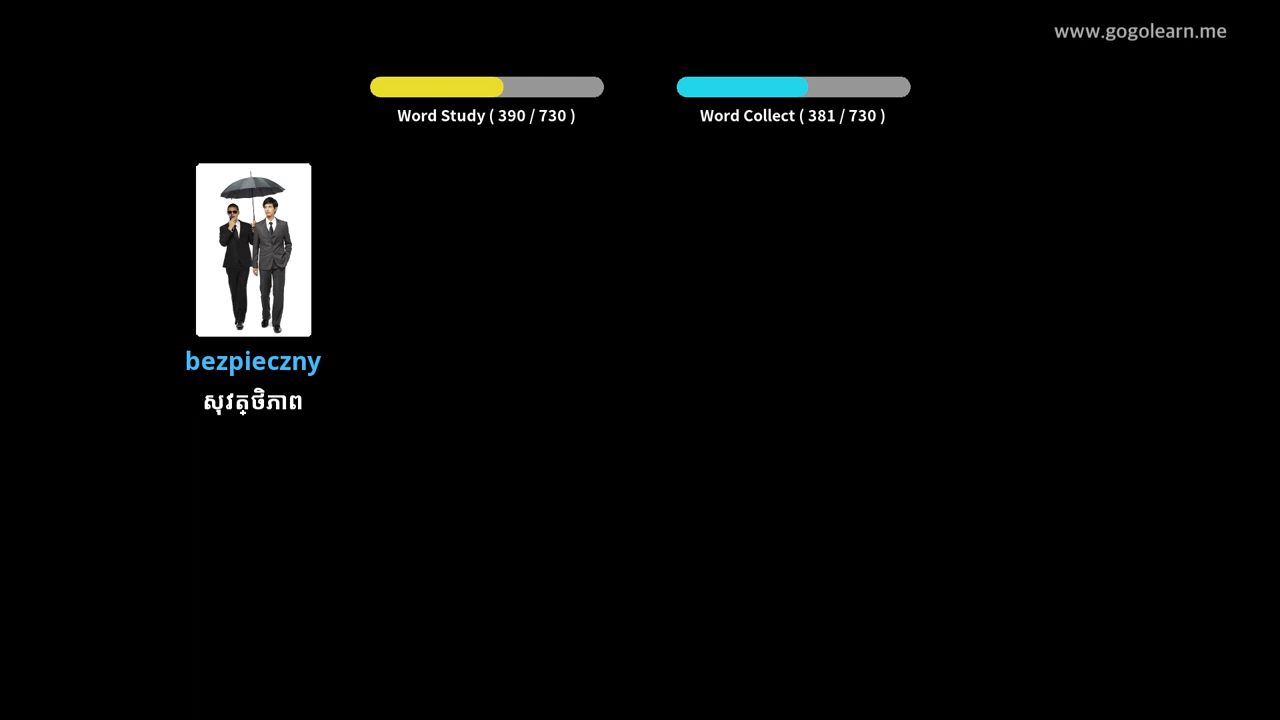 www.gogolearn.me
Word Study ( 390 / 730 )
Word Collect ( 381 / 730 )
bezpieczny
សុវត្ថិភាព